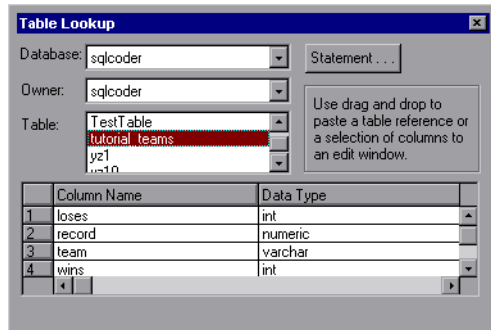 Table Lookup
Database: sqlcoder
Statement . . .
Owner: sqlcoder
Use drag and drop to
paste a table reference or
a selection of columns to
an edit window.
Table: TestTable
tutorial_teams
yz1
yz10
Column Name Data Type
1 loses int
2 record numeric
3 team varchar
4 wins int